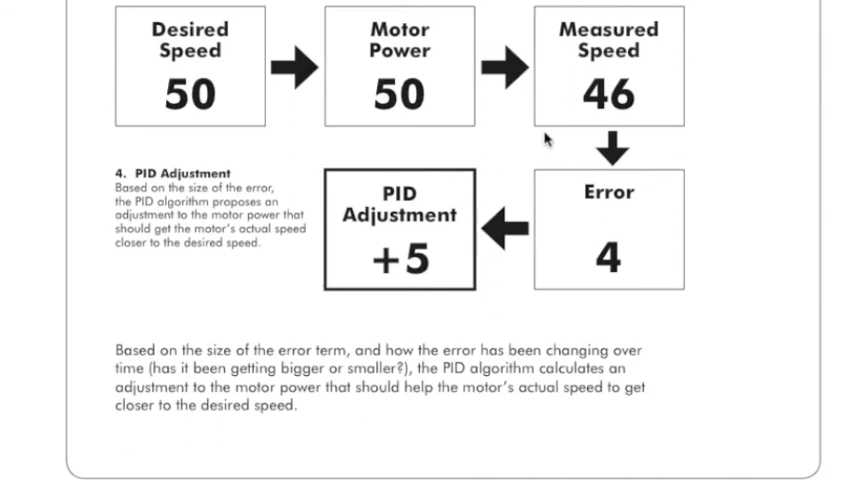 Desired
Speed
50
Motor
Power
50
Measured
Speed
46
4. PID Adjustment
Based on the size of the error,
the PID algorithm proposes an
adjustment to the motor power that
should get the motor's actual speed
closer to the desired speed.
PID
Adjustment
+5
Error
4
Based on the size of the error term, and how the error has been changing over
time (has it been getting bigger or smaller?), the PID algorithm calculates an
adjustment to the motor power that should help the motor's actual speed to get
closer to the desired speed.